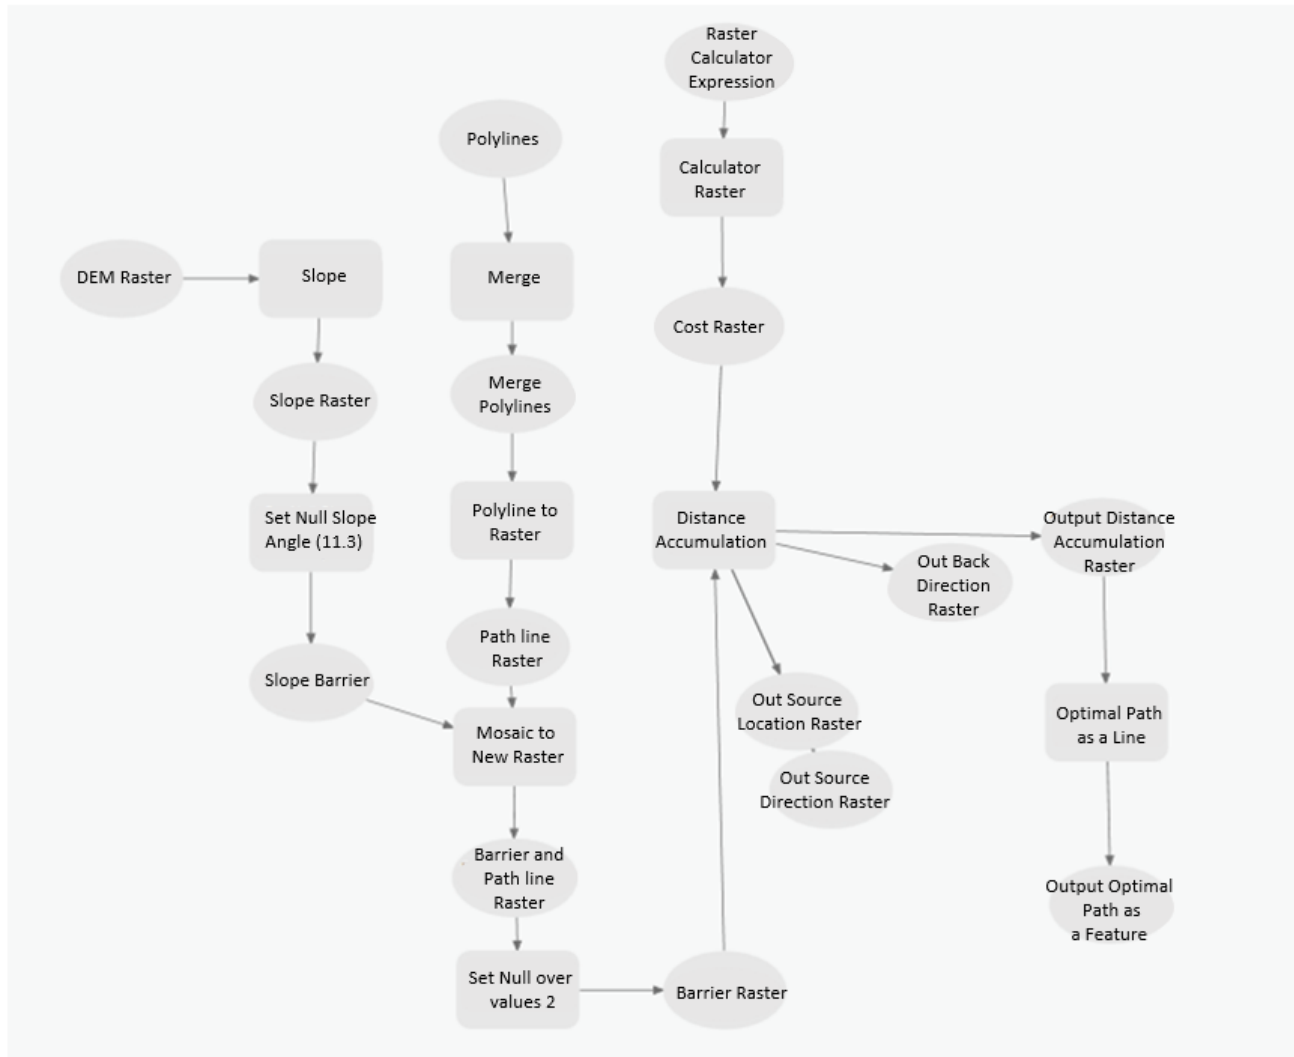 Raster
Calculator
Expression
Polylines
Calculator
Raster
DEM Raster
Slope
Merge
Cost Raster
Slope Raster
Merge
Polylines
Set Null Slope
Angle (11.3)
Polyline to
Raster
Distance
Accumulation
Output Distance
Accumulation
Raster
Out Back
Direction
Raster
Path line
Raster
Slope Barrier
Out Source
Location Raster
Optimal Path
as a Line
Mosaic to
New Raster
Out Source
Direction Raster
Barrier and
Path line
Raster
Output Optimal
Path as
a Feature
Set Null over
values 2
Barrier Raster